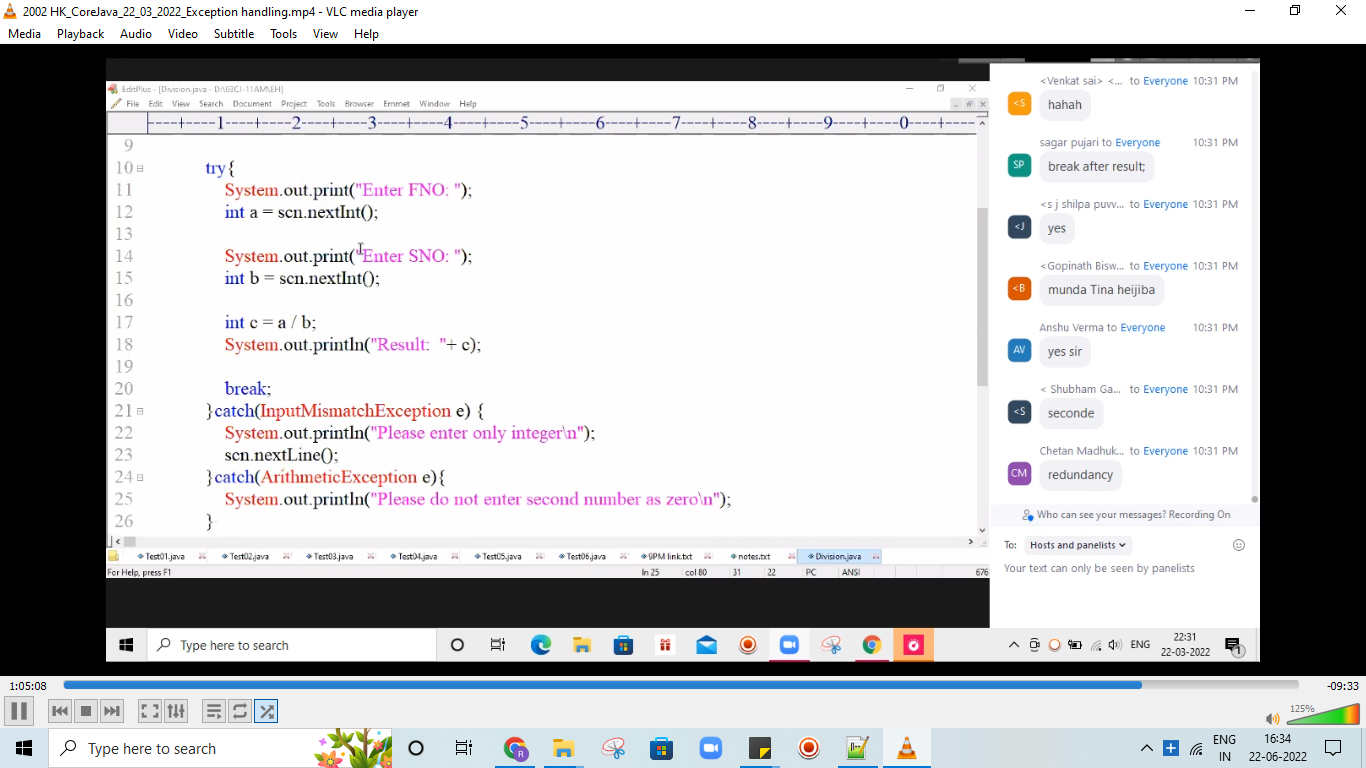 2002 HK_CoreJava_22_03_2022_Exception handling.mp4 - VLC media player
Media Playback Audio Video Subtitle Tools View Help
EditPlus - [Division.java - D:\03CJ-11AM\EH]
File Edit View Search Document Project Tools Browser Emmet Window Help
----+----1----+----2----+----3----+----4----+----5----+----6----+----7----+----8----+----9----+----0----+----
9
10 try{
11 System.out.print("Enter FNO: ");
12 int a = scn.nextInt();
13
14 System.out.print("Enter SNO: ");
15 int b = scn.nextInt();
16
17 int c = a / b;
18 System.out.println("Result:  "+ c);
19
20 break;
21 }catch(InputMismatchException e) {
22 System.out.println("Please enter only integer\n");
23 scn.nextLine();
24 }catch(ArithmeticException e){
25 System.out.println("Please do not enter second number as zero\n");
26 }
Test01.java Test02.java Test03.java Test04.java Test05.java Test06.java 9PM link.txt notes.txt Division.java
For Help, press F1 ln 25 col 80 31 22 PC ANSI 676
<Venkat sai> <... to Everyone 10:31 PM
<S hahah
sagar pujari to Everyone 10:31 PM
SP break after result;
<s j shilpa puvv... to Everyone 10:31 PM
<J yes
<Gopinath Bisw... to Everyone 10:31 PM
<B munda Tina heijiba
Anshu Verma to Everyone 10:31 PM
AV yes sir
< Shubham Ga... to Everyone 10:31 PM
<S seconde
Chetan Madhuk... to Everyone 10:31 PM
CM redundancy
Who can see your messages? Recording On
To: Hosts and panelists
Your text can only be seen by panelists
Type here to search ENG 22:31
22-03-2022 1
1:05:08 -09:33
125%
Type here to search ENG 16:34
IN 22-06-2022